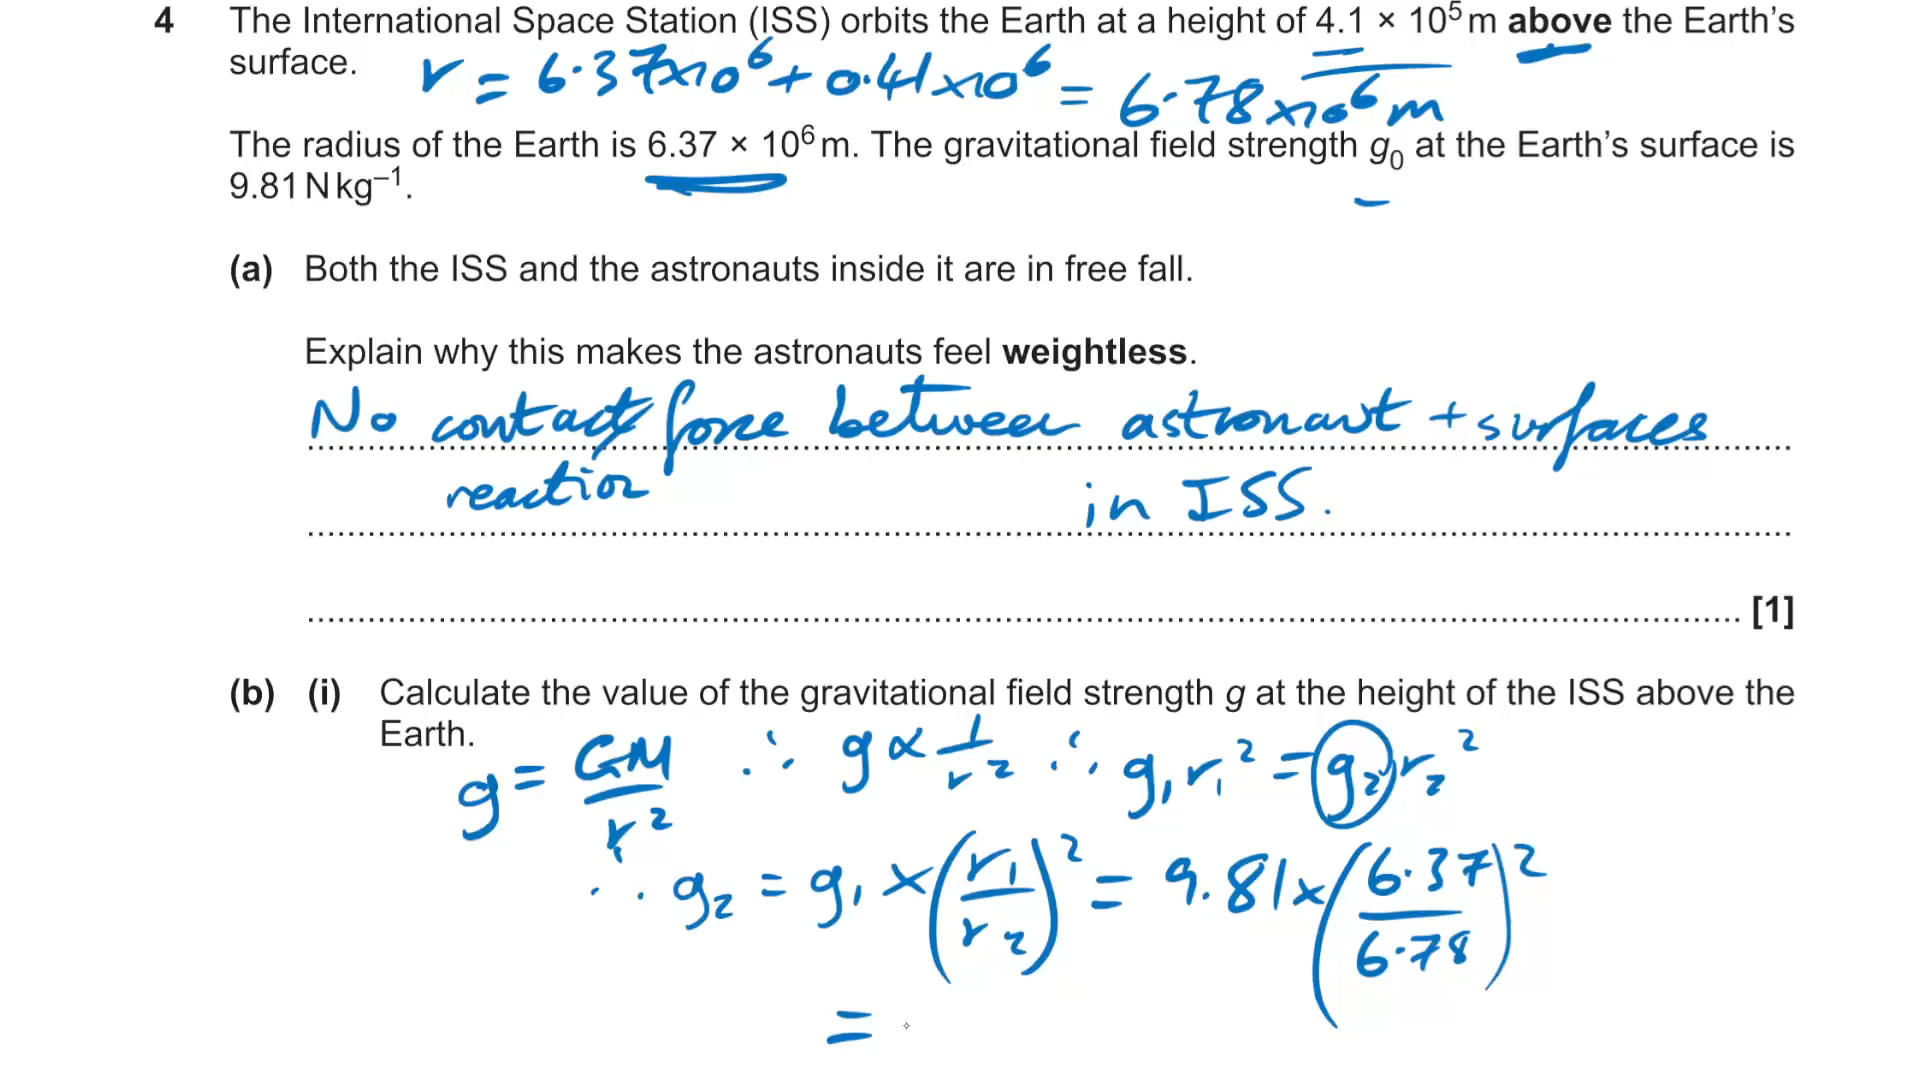 4 The International Space Station (ISS) orbits the Earth at a height of 4.1 × 10⁵ m above the Earth's
surface.
r = 6.37×10⁶ + 0.41×10⁶ = 6.78×10⁶ m
The radius of the Earth is 6.37 × 10⁶ m. The gravitational field strength g₀ at the Earth's surface is
9.81 N kg⁻¹.
(a) Both the ISS and the astronauts inside it are in free fall.
Explain why this makes the astronauts feel weightless.
No contact force between astronaut + surfaces
reaction in ISS.
[1]
(b) (i) Calculate the value of the gravitational field strength g at the height of the ISS above the
Earth.
g = GM/r² ∴ g ∝ 1/r² ∴ g₁r₁² = g₂r₂²
∴ g₂ = g₁ × (r₁/r₂)² = 9.81 × (6.37/6.78)²
=